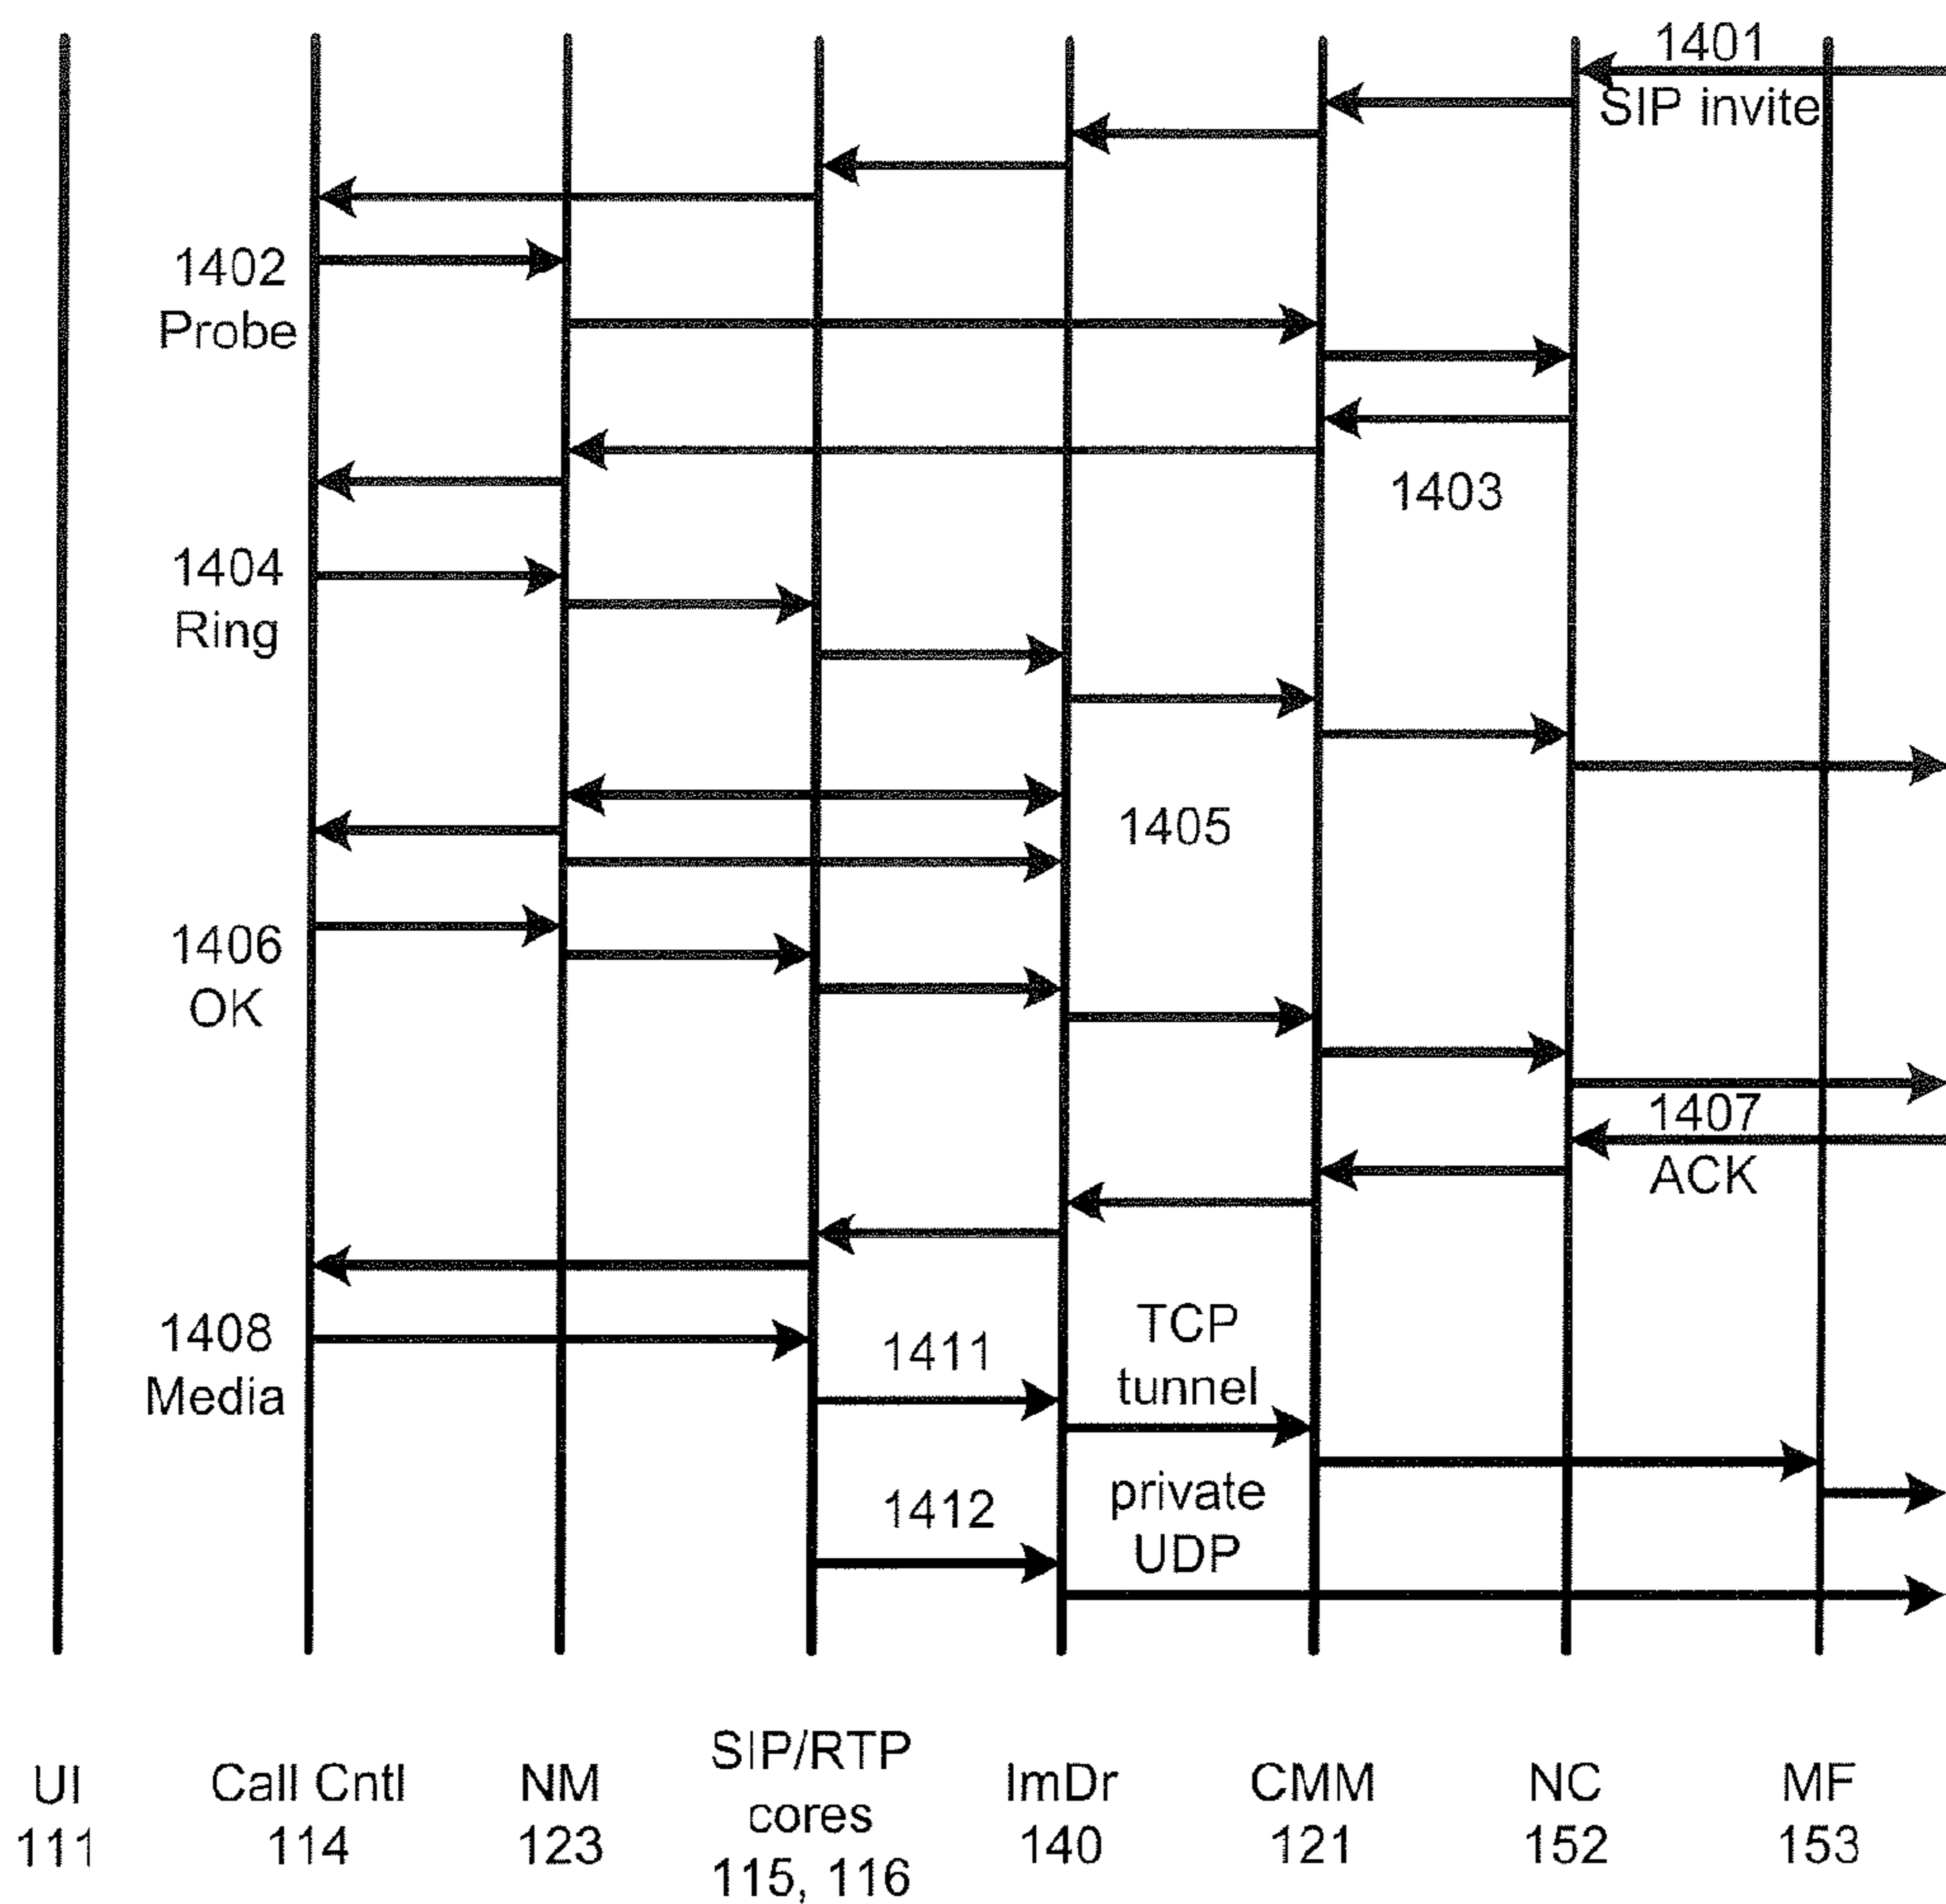 1401
SIP invite
1402
Probe
1403
1404
Ring
1405
1406
OK
1407
ACK
1408
Media
1411
TCP
tunnel
1412
private
UDP
UI
111
Call Cntl
114
NM
123
SIP/RTP
cores
115, 116
ImDr
140
CMM
121
NC
152
MF
153